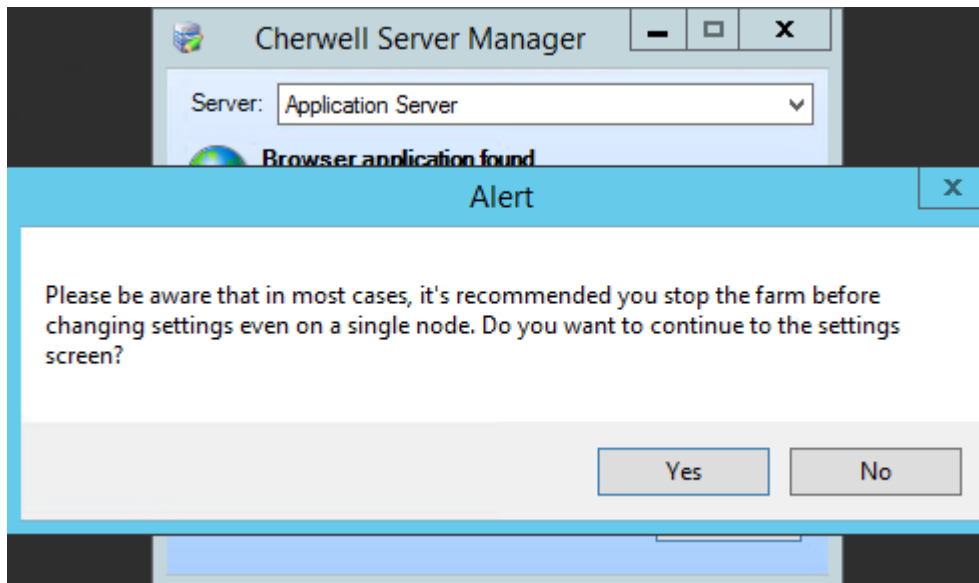 Cherwell Server Manager
Server: Application Server
Browser application found
Alert
Please be aware that in most cases, it's recommended you stop the farm before
changing settings even on a single node. Do you want to continue to the settings
screen?
Yes No